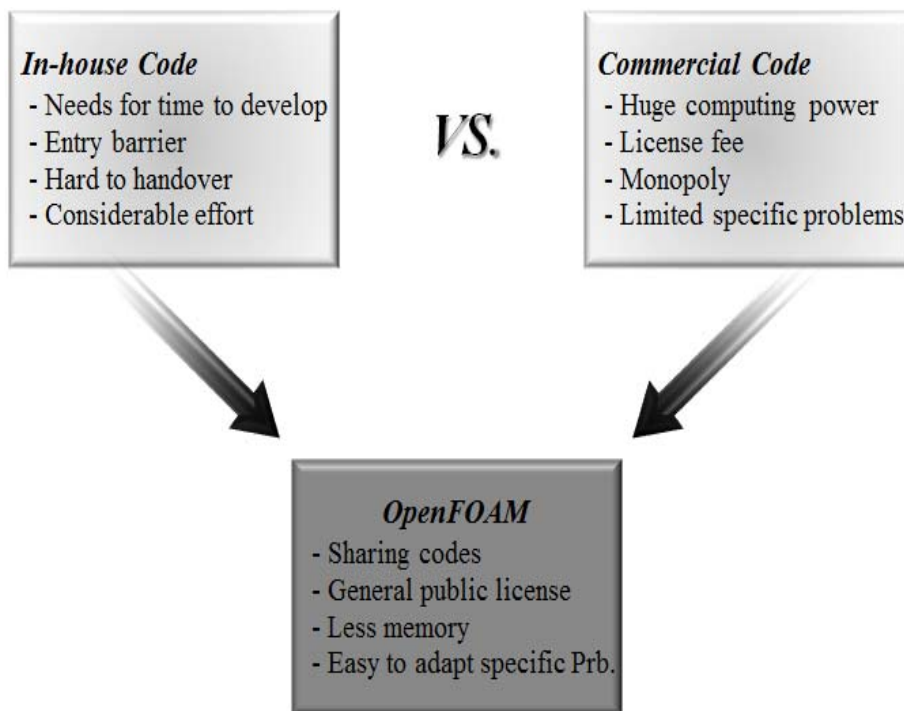 In-house Code
- Needs for time to develop
- Entry barrier
- Hard to handover
- Considerable effort
VS.
Commercial Code
- Huge computing power
- License fee
- Monopoly
- Limited specific problems
OpenFOAM
- Sharing codes
- General public license
- Less memory
- Easy to adapt specific Prb.